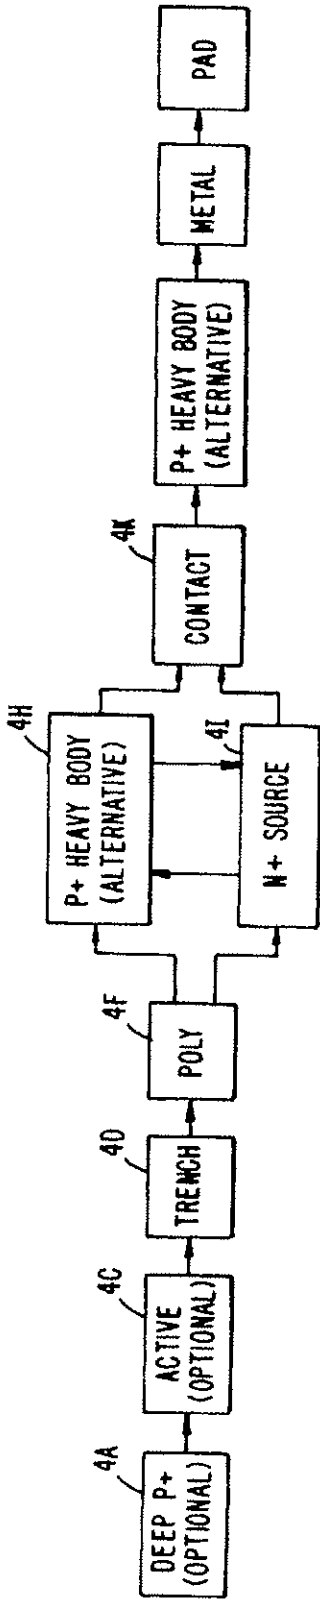 4A
DEEP P+
(OPTIONAL)
4C
ACTIVE
(OPTIONAL)
4D
TRENCH
4F
POLY
4H
P+ HEAVY BODY
(ALTERNATIVE)
4I
N+ SOURCE
4K
CONTACT
P+ HEAVY BODY
(ALTERNATIVE)
METAL
PAD